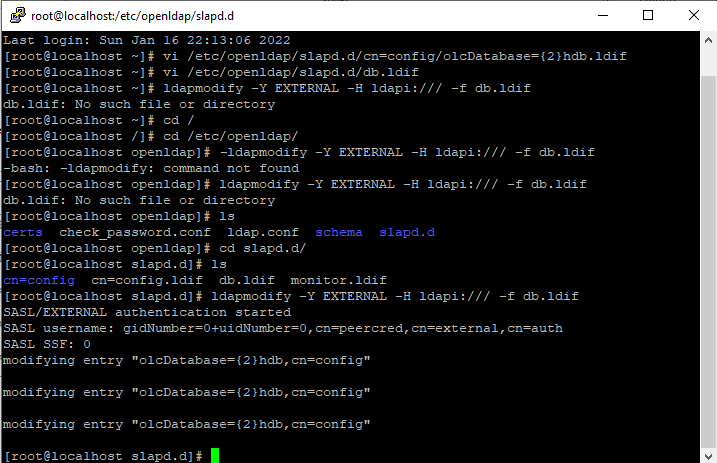 root@localhost:/etc/openldap/slapd.d
Last login: Sun Jan 16 22:13:06 2022
[root@localhost ~]# vi /etc/openldap/slapd.d/cn=config/olcDatabase={2}hdb.ldif
[root@localhost ~]# vi /etc/openldap/slapd.d/db.ldif
[root@localhost ~]# ldapmodify -Y EXTERNAL -H ldapi:/// -f db.ldif
db.ldif: No such file or directory
[root@localhost ~]# cd /
[root@localhost /]# cd /etc/openldap/
[root@localhost openldap]# -ldapmodify -Y EXTERNAL -H ldapi:/// -f db.ldif
-bash: -ldapmodify: command not found
[root@localhost openldap]# ldapmodify -Y EXTERNAL -H ldapi:/// -f db.ldif
db.ldif: No such file or directory
[root@localhost openldap]# ls
certs  check_password.conf  ldap.conf  schema  slapd.d
[root@localhost openldap]# cd slapd.d/
[root@localhost slapd.d]# ls
cn=config  cn=config.ldif  db.ldif  monitor.ldif
[root@localhost slapd.d]# ldapmodify -Y EXTERNAL -H ldapi:/// -f db.ldif
SASL/EXTERNAL authentication started
SASL username: gidNumber=0+uidNumber=0,cn=peercred,cn=external,cn=auth
SASL SSF: 0
modifying entry "olcDatabase={2}hdb,cn=config"
modifying entry "olcDatabase={2}hdb,cn=config"
modifying entry "olcDatabase={2}hdb,cn=config"
[root@localhost slapd.d]#